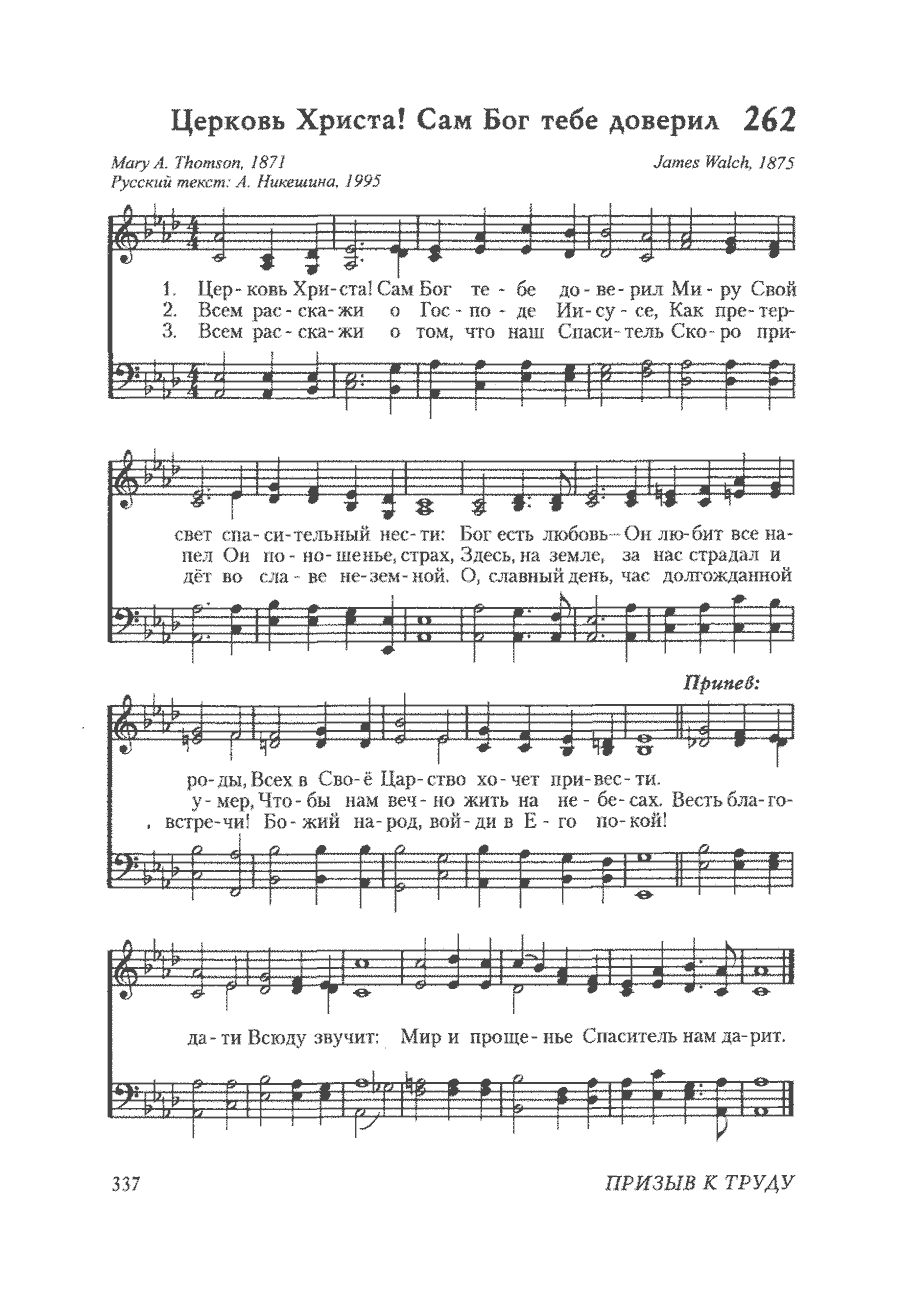 Церковь Христа! Сам Бог тебе доверил 262
Mary A. Thomson, 1871 James Walch, 1875
Русский текст: А. Никешина, 1995
1. Цер- ковь Хри- ста! Сам Бог те - бе до - ве - рил Ми - ру Свой
2. Всем рас - ска - жи о Гос - по - де Ии - су - се, Как пре - тер-
3. Всем рас - ска - жи о том, что наш Спаси - тель Ско - ро при-
свет спа - си - тельный нес - ти: Бог есть любовь – Он лю - бит все на-
пел Он по - но - шенье, страх, Здесь, на земле, за нас страдал и
дёт во сла - ве не - зем - ной. О, славный день, час долгожданной
Припев:
ро - ды, Всех в Сво - ё Цар - ство хо - чет при - вес - ти.
у - мер, Что - бы нам веч - но жить на не - бе - сах. Весть бла - го-
встре - чи! Бо - жий на - род, вой - ди в Е - го по - кой!
да - ти Всюду звучит: Мир и проще - нье Спаситель нам да - рит.
337 ПРИЗЫВ К ТРУДУ